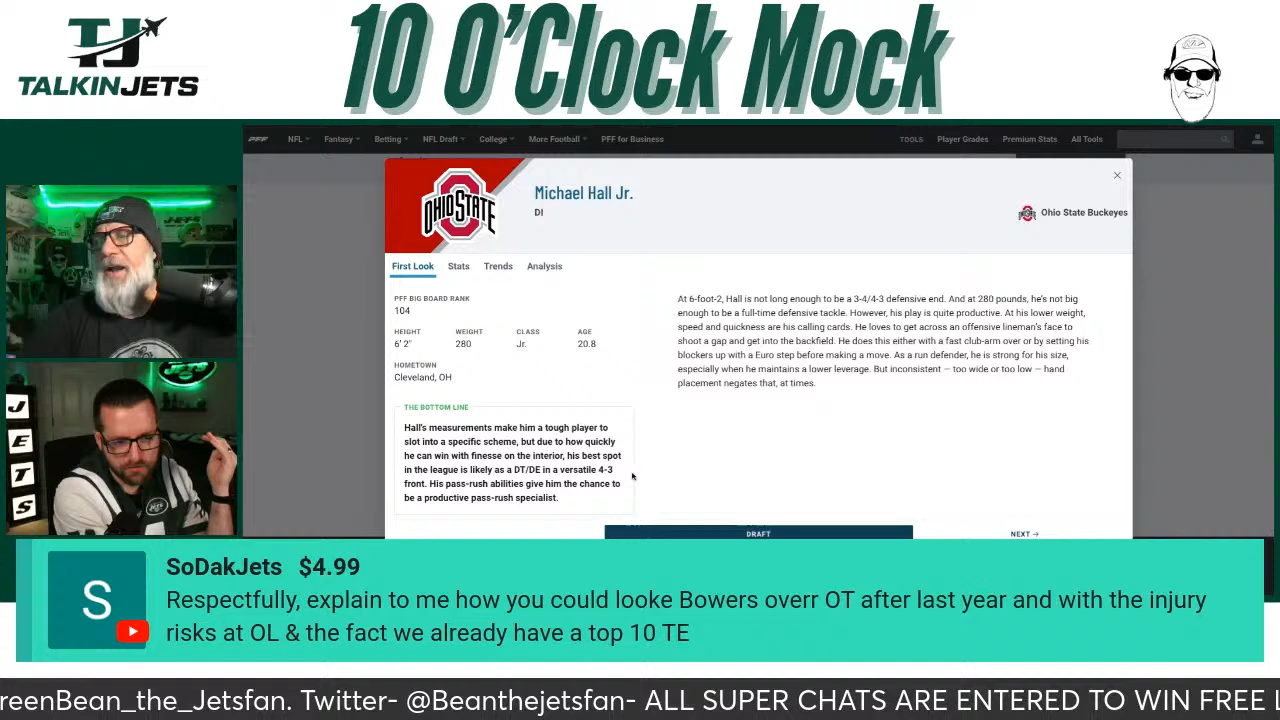 TJ
TALKINJETS
10 O'Clock Mock
PFF NFL Fantasy Betting NFL Draft College More Football PFF for Business TOOLS Player Grades Premium Stats All Tools
OHIO STATE
Michael Hall Jr.
DI
Ohio State Buckeyes
First Look Stats Trends Analysis
PFF BIG BOARD RANK
104
HEIGHT WEIGHT CLASS AGE
6' 2" 280 Jr. 20.8
HOMETOWN
Cleveland, OH
THE BOTTOM LINE
Hall's measurements make him a tough player to
slot into a specific scheme, but due to how quickly
he can win with finesse on the interior, his best spot
in the league is likely as a DT/DE in a versatile 4-3
front. His pass-rush abilities give him the chance to
be a productive pass-rush specialist.
At 6-foot-2, Hall is not long enough to be a 3-4/4-3 defensive end. And at 280 pounds, he's not big
enough to be a full-time defensive tackle. However, his play is quite productive. At his lower weight,
speed and quickness are his calling cards. He loves to get across an offensive lineman's face to
shoot a gap and get into the backfield. He does this either with a fast club-arm over or by setting his
blockers up with a Euro step before making a move. As a run defender, he is strong for his size,
especially when he maintains a lower leverage. But inconsistent — too wide or too low — hand
placement negates that, at times.
DRAFT
NEXT →
J
E
T
S
JETS
S
SoDakJets $4.99
Respectfully, explain to me how you could looke Bowers overr OT after last year and with the injury
risks at OL & the fact we already have a top 10 TE
reenBean_the_Jetsfan. Twitter- @Beanthejetsfan- ALL SUPER CHATS ARE ENTERED TO WIN FREE